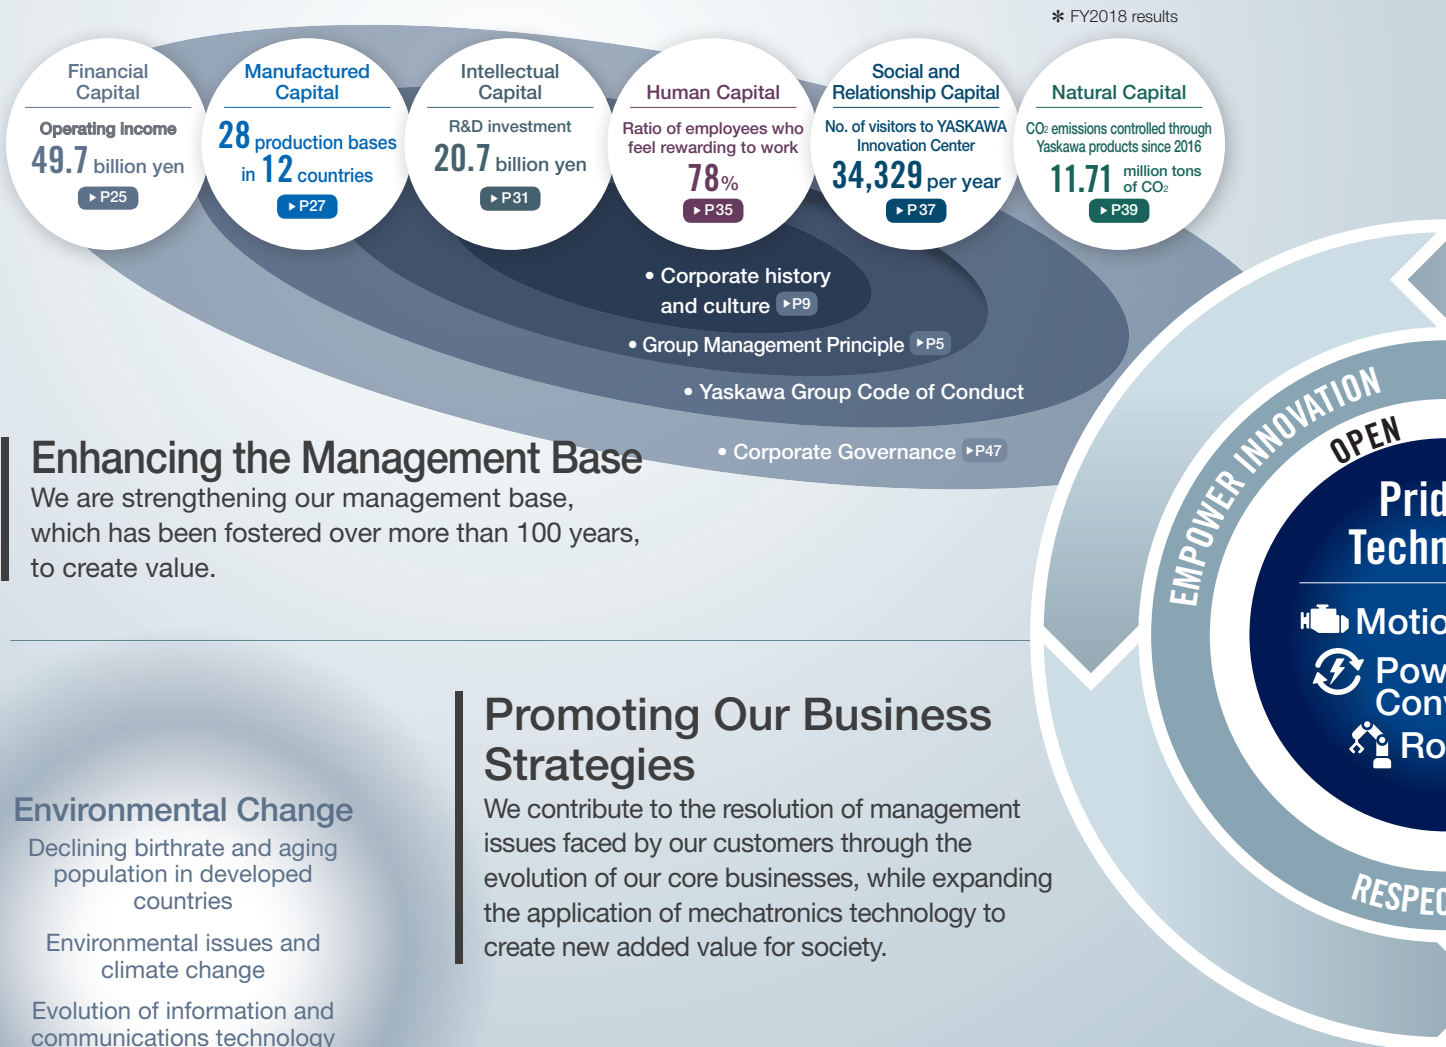 ✻ FY2018 results
Financial
Capital
Operating income
49.7 billion yen
▶ P25
Manufactured
Capital
28 production bases
in 12 countries
▶ P27
Intellectual
Capital
R&D investment
20.7 billion yen
▶ P31
Human Capital
Ratio of employees who
feel rewarding to work
78%
▶ P35
Social and
Relationship Capital
No. of visitors to YASKAWA
Innovation Center
34,329 per year
▶ P37
Natural Capital
CO2 emissions controlled through
Yaskawa products since 2016
11.71 million tons
of CO2
▶ P39
• Corporate history
and culture ▶P9
• Group Management Principle ▶P5
• Yaskawa Group Code of Conduct
• Corporate Governance ▶P47
Enhancing the Management Base
We are strengthening our management base,
which has been fostered over more than 100 years,
to create value.
EMPOWER INNOVATION
OPEN
Prid
Techn
Motio
Pow
Conv
Ro
RESPEC
Promoting Our Business
Strategies
We contribute to the resolution of management
issues faced by our customers through the
evolution of our core businesses, while expanding
the application of mechatronics technology to
create new added value for society.
Environmental Change
Declining birthrate and aging
population in developed
countries
Environmental issues and
climate change
Evolution of information and
communications technology